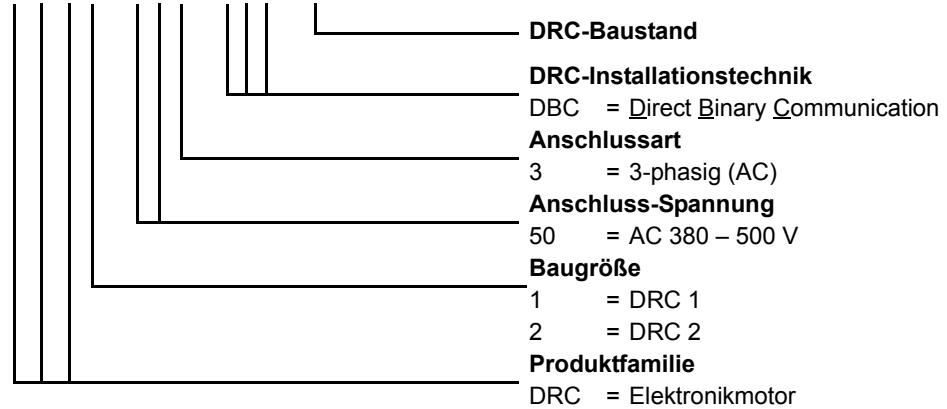 DRC-Baustand
DRC-Installationstechnik
DBC = Direct Binary Communication
Anschlussart
3 = 3-phasig (AC)
Anschluss-Spannung
50 = AC 380 – 500 V
Baugröße
1 = DRC 1
2 = DRC 2
Produktfamilie
DRC = Elektronikmotor